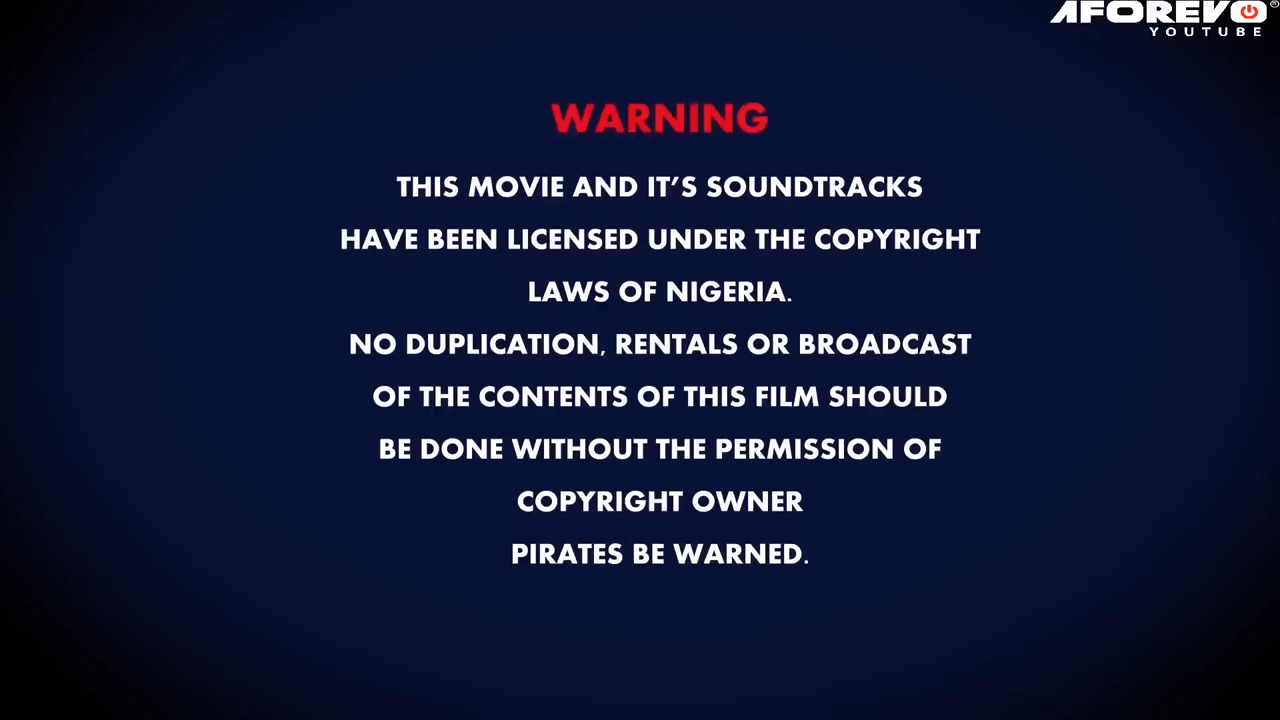 AFOREVO®
YOUTUBE
WARNING
THIS MOVIE AND IT'S SOUNDTRACKS
HAVE BEEN LICENSED UNDER THE COPYRIGHT
LAWS OF NIGERIA.
NO DUPLICATION, RENTALS OR BROADCAST
OF THE CONTENTS OF THIS FILM SHOULD
BE DONE WITHOUT THE PERMISSION OF
COPYRIGHT OWNER
PIRATES BE WARNED.